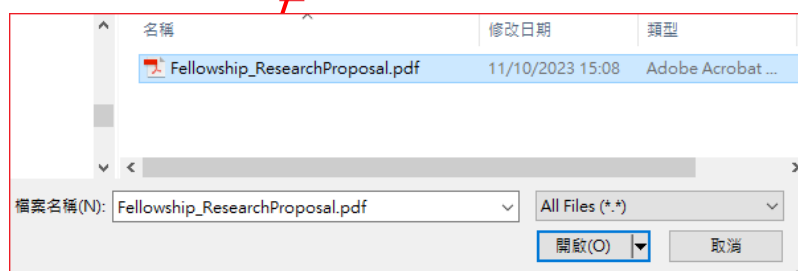 名稱 修改日期 類型
Fellowship_ResearchProposal.pdf 11/10/2023 15:08 Adobe Acrobat ...
檔案名稱(N): Fellowship_ResearchProposal.pdf All Files (*.*)
開啟(O) 取消